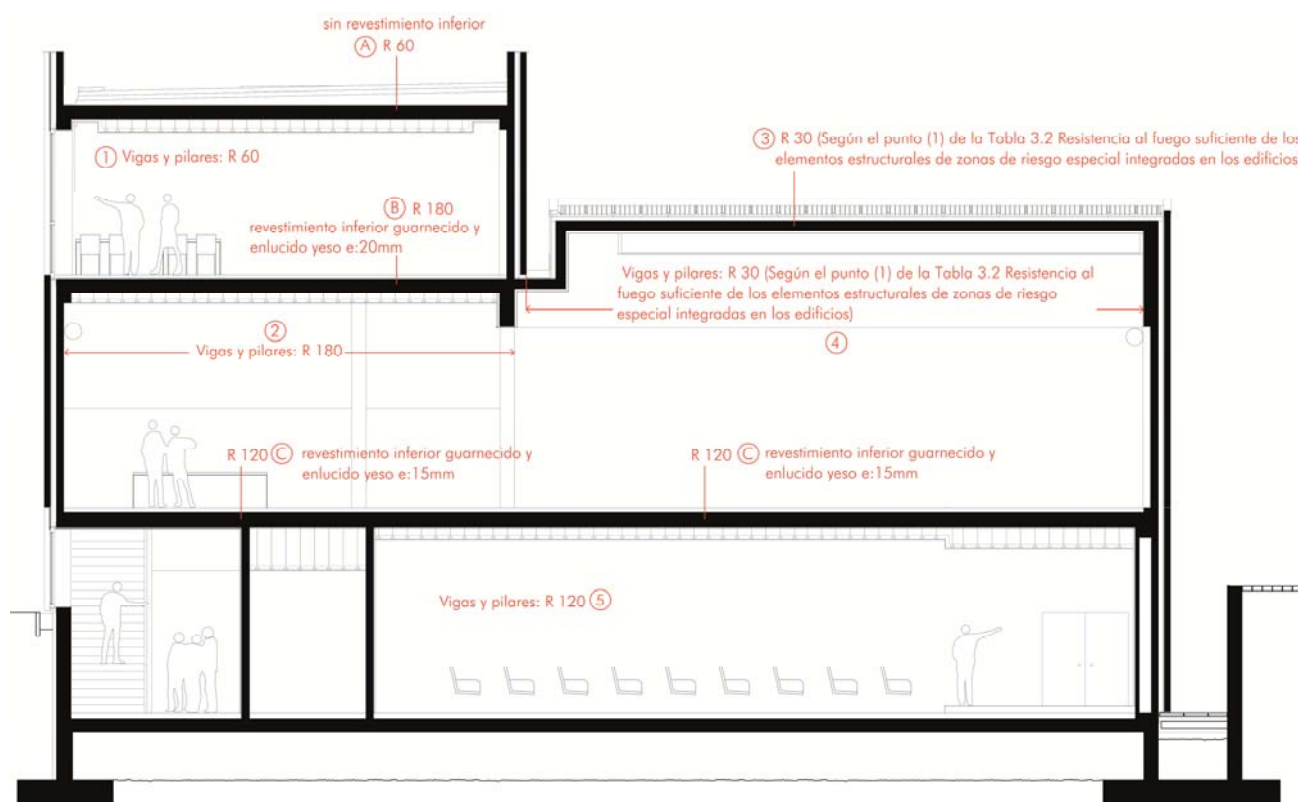 sin revestimiento inferior
A R 60
1 Vigas y pilares: R 60
3 R 30 (Según el punto (1) de la Tabla 3.2 Resistencia al fuego suficiente de los
elementos estructurales de zonas de riesgo especial integradas en los edificios
B R 180
revestimiento inferior guarnecido y
enlucido yeso e:20mm
Vigas y pilares: R 30 (Según el punto (1) de la Tabla 3.2 Resistencia al
fuego suficiente de los elementos estructurales de zonas de riesgo
especial integradas en los edificios)
2
Vigas y pilares: R 180
4
R 120 C revestimiento inferior guarnecido y
enlucido yeso e:15mm
R 120 C revestimiento inferior guarnecido y
enlucido yeso e:15mm
Vigas y pilares: R 120 5